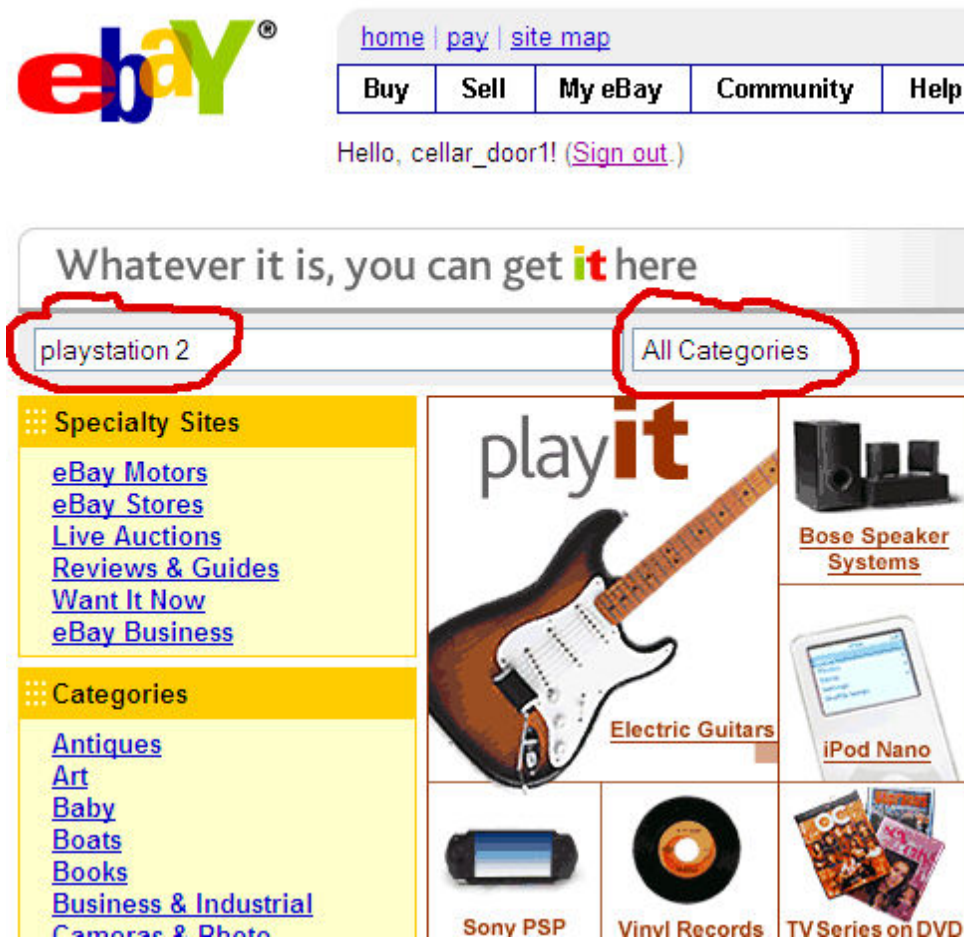 ebaY®
home | pay | site map
Buy Sell My eBay Community Help
Hello, cellar_door1! (Sign out.)
Whatever it is, you can get it here
playstation 2 All Categories
Specialty Sites
eBay Motors
eBay Stores
Live Auctions
Reviews & Guides
Want It Now
eBay Business
Categories
Antiques
Art
Baby
Boats
Books
Business & Industrial
Cameras & Photo
playit
Electric Guitars
Bose Speaker
Systems
iPod Nano
Sony PSP
Vinyl Records
TV Series on DVD